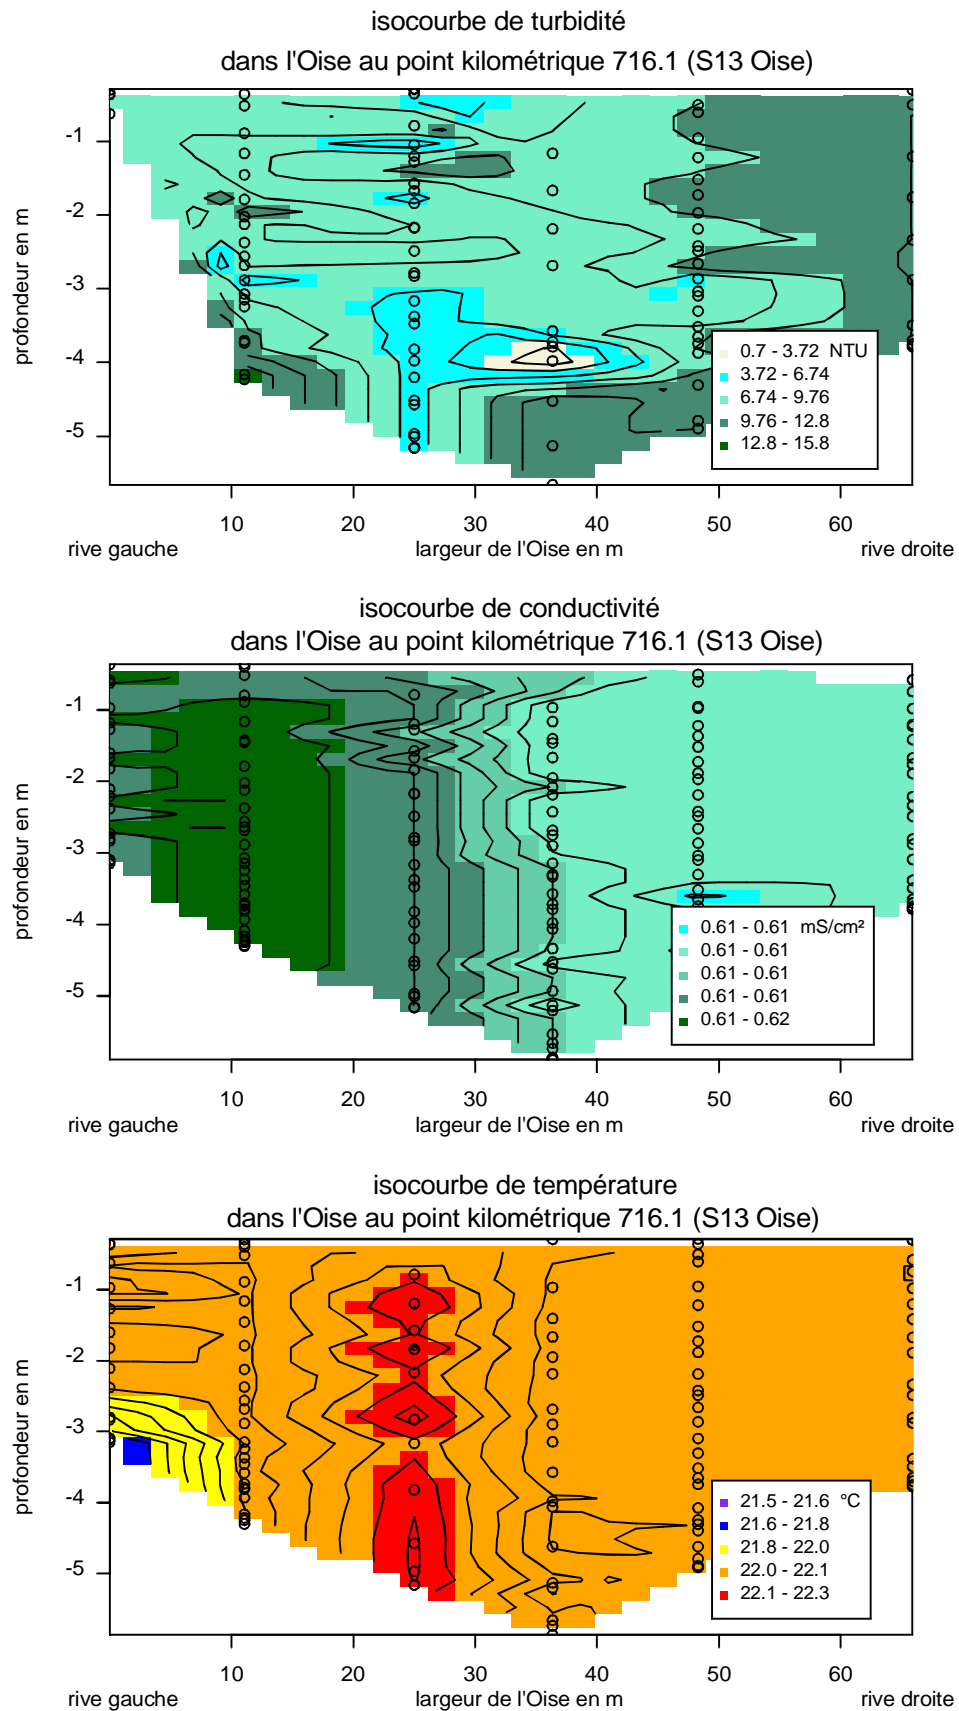 isocourbe de turbidité
dans l'Oise au point kilométrique 716.1 (S13 Oise)
profondeur en m
-1
-2
-3
-4
-5
0.7 - 3.72 NTU
3.72 - 6.74
6.74 - 9.76
9.76 - 12.8
12.8 - 15.8
10 20 30 40 50 60
rive gauche largeur de l'Oise en m rive droite
isocourbe de conductivité
dans l'Oise au point kilométrique 716.1 (S13 Oise)
profondeur en m
-1
-2
-3
-4
-5
0.61 - 0.61 mS/cm²
0.61 - 0.61
0.61 - 0.61
0.61 - 0.61
0.61 - 0.62
10 20 30 40 50 60
rive gauche largeur de l'Oise en m rive droite
isocourbe de température
dans l'Oise au point kilométrique 716.1 (S13 Oise)
profondeur en m
-1
-2
-3
-4
-5
21.5 - 21.6 °C
21.6 - 21.8
21.8 - 22.0
22.0 - 22.1
22.1 - 22.3
10 20 30 40 50 60
rive gauche largeur de l'Oise en m rive droite